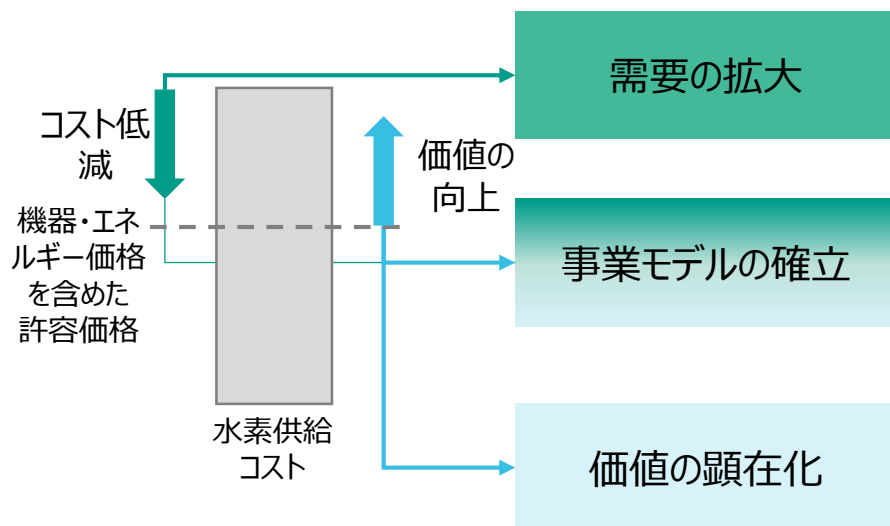 需要の拡大
コスト低
減
価値の
向上
機器・エネ
ルギー価格
を含めた
許容価格
事業モデルの確立
水素供給
コスト
価値の顕在化